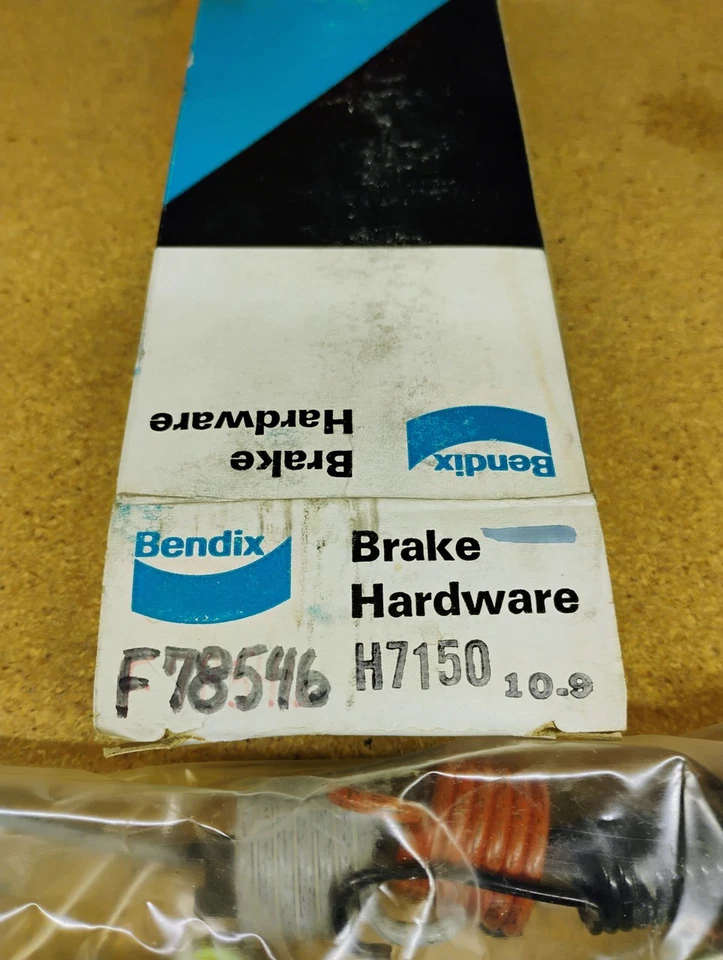 Brake
Hardware
Bendix
Bendix
Brake
Hardware
F78546
H7150
10.9